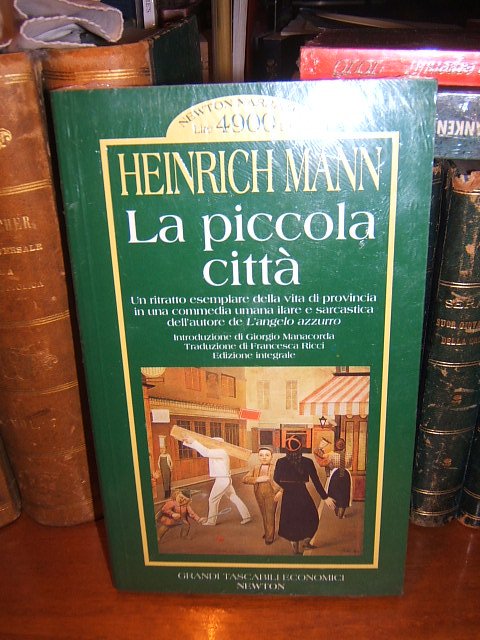 NEWTON
Lire 4900
HEINRICH MANN
La piccola
città
Un ritratto esemplare della vita di provincia
in una commedia umana ilare e sarcastica
dell'autore de L'angelo azzurro
Introduzione di Giorgio Manacorda
Traduzione di Francesca Ricci
Edizione integrale
GRANDI TASCABILI ECONOMICI
NEWTON